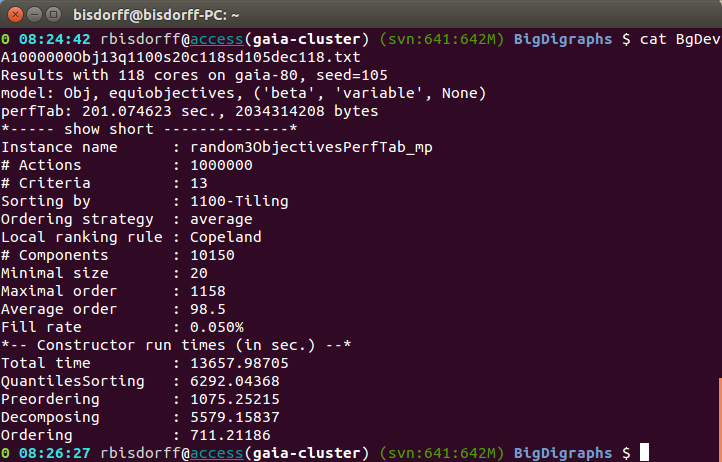 bisdorff@bisdorff-PC: ~
0 08:24:42 rbisdorff@access(gaia-cluster) (svn:641:642M) BigDigraphs $ cat BgDev
A1000000Obj13q1100s20c118sd105dec118.txt
Results with 118 cores on gaia-80, seed=105
model: Obj, equiobjectives, ('beta', 'variable', None)
perfTab: 201.074623 sec., 2034314208 bytes
*----- show short --------------*
Instance name     : random3ObjectivesPerfTab_mp
# Actions         : 1000000
# Criteria        : 13
Sorting by        : 1100-Tiling
Ordering strategy : average
Local ranking rule : Copeland
# Components      : 10150
Minimal size      : 20
Maximal order     : 1158
Average order     : 98.5
Fill rate         : 0.050%
*-- Constructor run times (in sec.) --*
Total time        : 13657.98705
QuantilesSorting  : 6292.04368
Preordering       : 1075.25215
Decomposing       : 5579.15837
Ordering          : 711.21186
0 08:26:27 rbisdorff@access(gaia-cluster) (svn:641:642M) BigDigraphs $